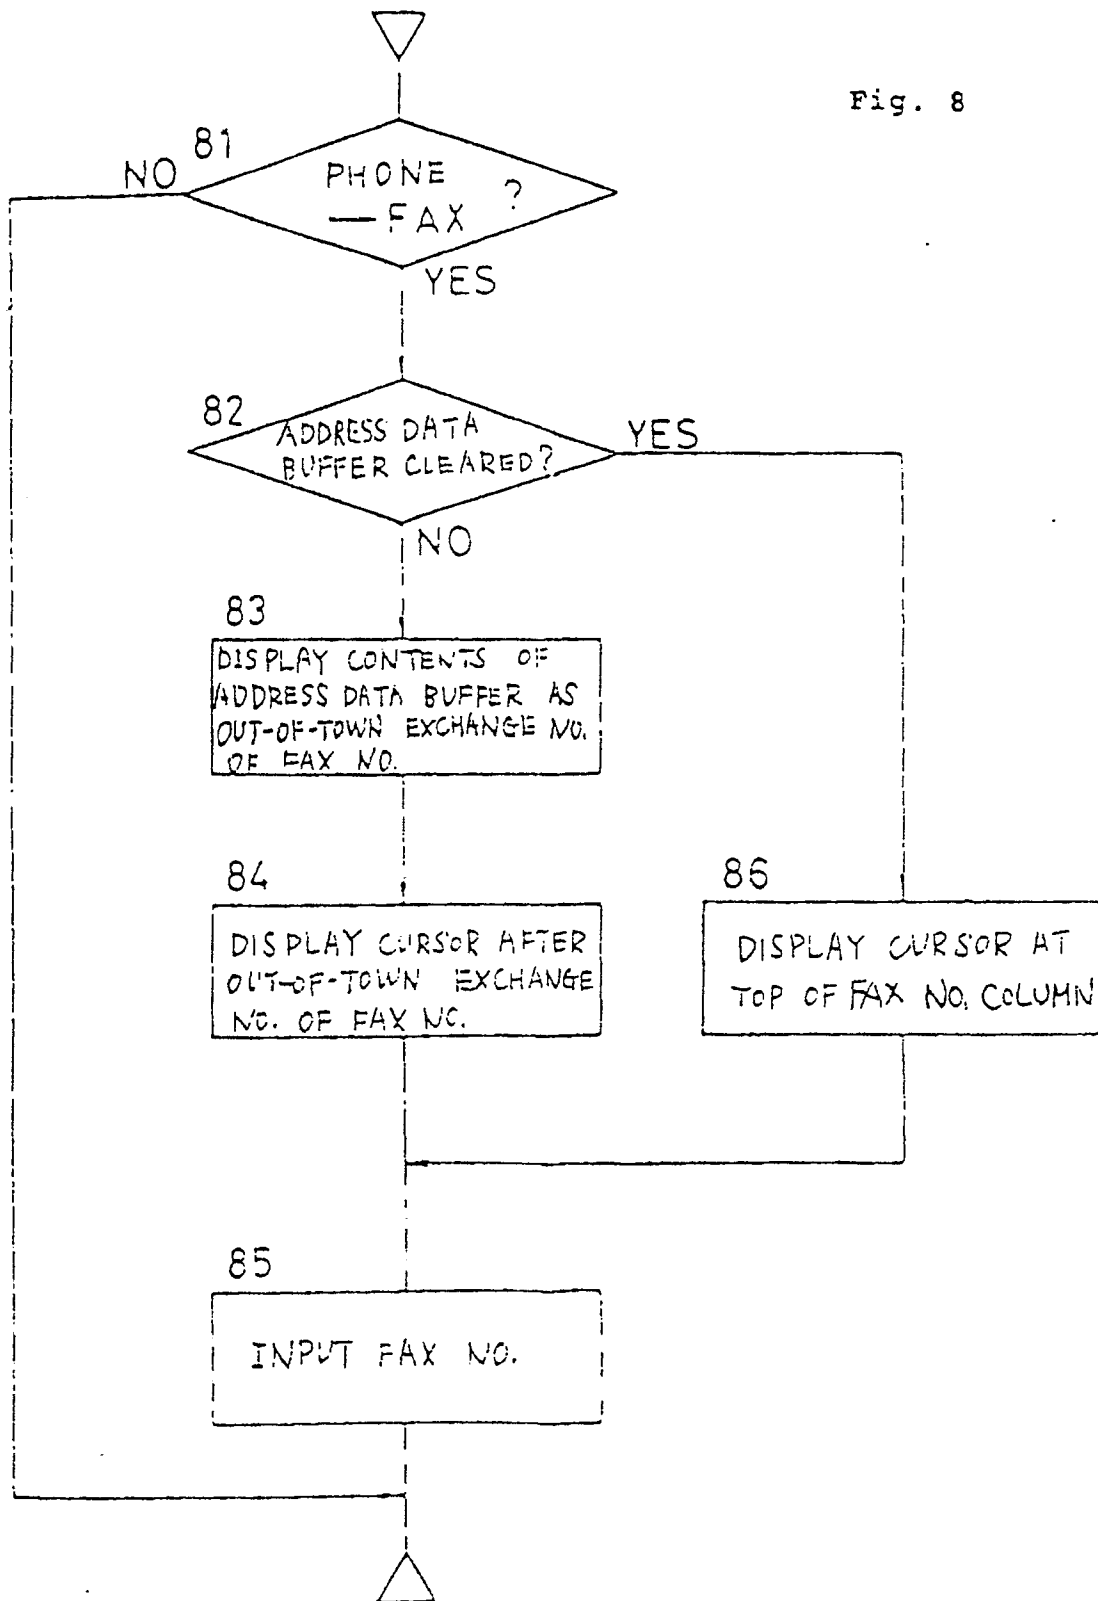 Fig. 8
81
NO
PHONE
— FAX ?
YES
82
ADDRESS DATA
BUFFER CLEARED?
YES
NO
83
DISPLAY CONTENTS OF
ADDRESS DATA BUFFER AS
OUT-OF-TOWN EXCHANGE NO.
OF FAX NO.
84
DISPLAY CURSOR AFTER
OUT-OF-TOWN EXCHANGE
NO. OF FAX NO.
86
DISPLAY CURSOR AT
TOP OF FAX NO. COLUMN
85
INPUT FAX NO.